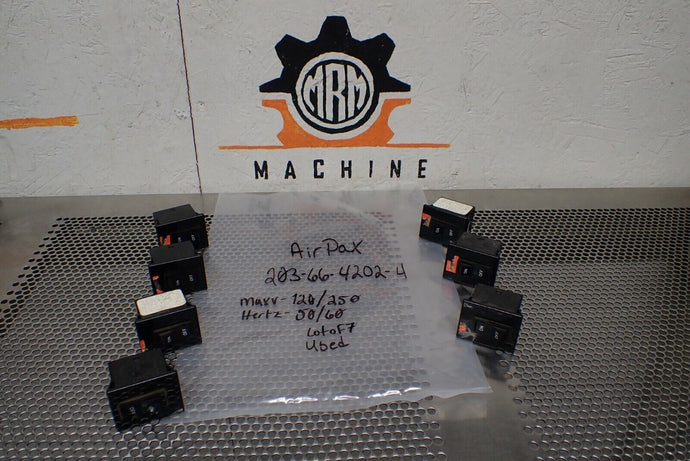 MRM
MACHINE
AirPax
203-66-4202-4
Maxv-120/250
Hertz-50/60
Lot of 7
Used